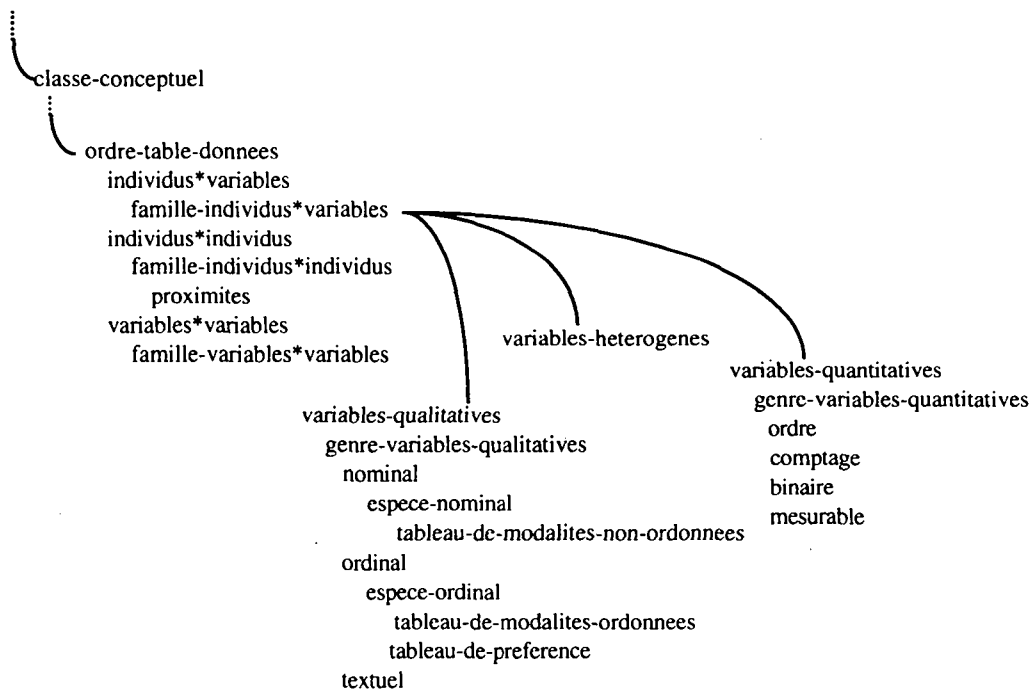 classe-conceptuel
ordre-table-donnees
individus*variables
famille-individus*variables
individus*individus
famille-individus*individus
proximites
variables*variables
famille-variables*variables
variables-heterogenes
variables-quantitatives
genre-variables-quantitatives
ordre
comptage
binaire
mesurable
variables-qualitatives
genre-variables-qualitatives
nominal
espece-nominal
tableau-de-modalites-non-ordonnees
ordinal
espece-ordinal
tableau-de-modalites-ordonnees
tableau-de-preference
textuel